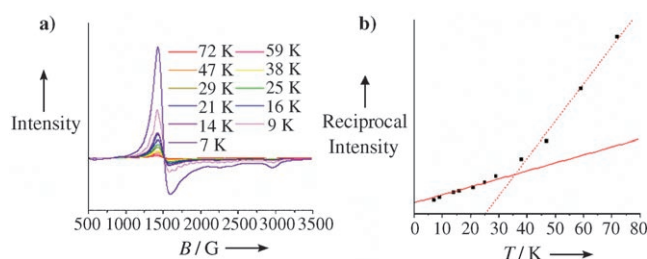 a)
Intensity
72 K 59 K
47 K 38 K
29 K 25 K
21 K 16 K
14 K 9 K
7 K
500 1000 1500 2000 2500 3000 3500
B / G
b)
Reciprocal
Intensity
0 10 20 30 40 50 60 70 80
T / K